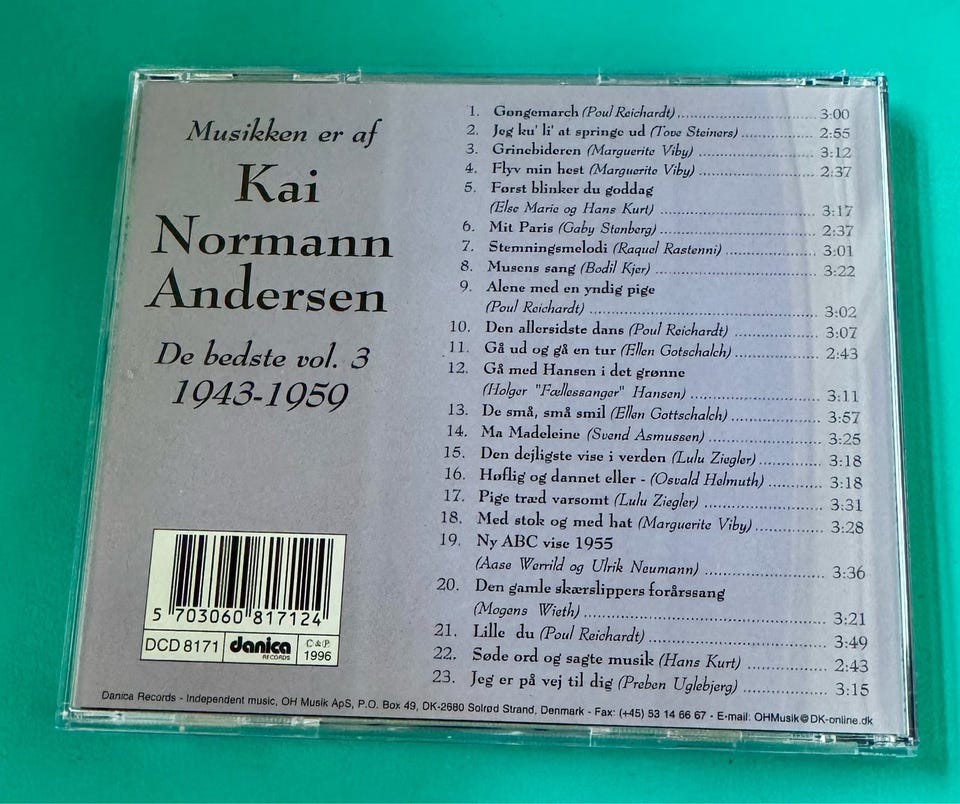 Musikken er af
Kai
Normann
Andersen
De bedste vol. 3
1943-1959
1. Gøngemarch (Poul Reichardt) 3:00
2. Jeg ku' li' at springe ud (Tove Steiners) 2:55
3. Grinebideren (Marguerite Viby) 3:12
4. Flyv min hest (Marguerite Viby) 2:37
5. Først blinker du goddag
(Else Marie og Hans Kurt) 3:17
6. Mit Paris (Gaby Stenberg) 2:37
7. Stemningsmelodi (Raquel Rastenni) 3:01
8. Musens sang (Bodil Kjer) 3:22
9. Alene med en yndig pige
(Poul Reichardt) 3:02
10. Den allersidste dans (Poul Reichardt) 3:07
11. Gå ud og gå en tur (Ellen Gotschalch) 2:43
12. Gå med Hansen i det grønne
(Holger "Fællessanger" Hansen) 3:11
13. De små, små smil (Ellen Gottschalch) 3:57
14. Ma Madeleine (Svend Asmussen) 3:25
15. Den dejligste vise i verden (Lulu Ziegler) 3:18
16. Høflig og dannet eller - (Osvald Helmuth) 3:18
17. Pige træd varsomt (Lulu Ziegler) 3:31
18. Med stok og med hat (Marguerite Viby) 3:28
19. Ny ABC vise 1955
(Aase Werrild og Ulrik Neumann) 3:36
20. Den gamle skærslippers forårssang
(Mogens Wieth) 3:21
21. Lille du (Poul Reichardt) 3:49
22. Søde ord og sagte musik (Hans Kurt) 2:43
23. Jeg er på vej til dig (Preben Uglebjerg) 3:15
5 703060 817124
DCD 8171 danica RECORDS © & ℗ 1996
Danica Records - Independent music, OH Musik ApS, P.O. Box 49, DK-2680 Solrød Strand, Denmark - Fax: (+45) 53 14 66 67 - E-mail: OHMusik@DK-online.dk